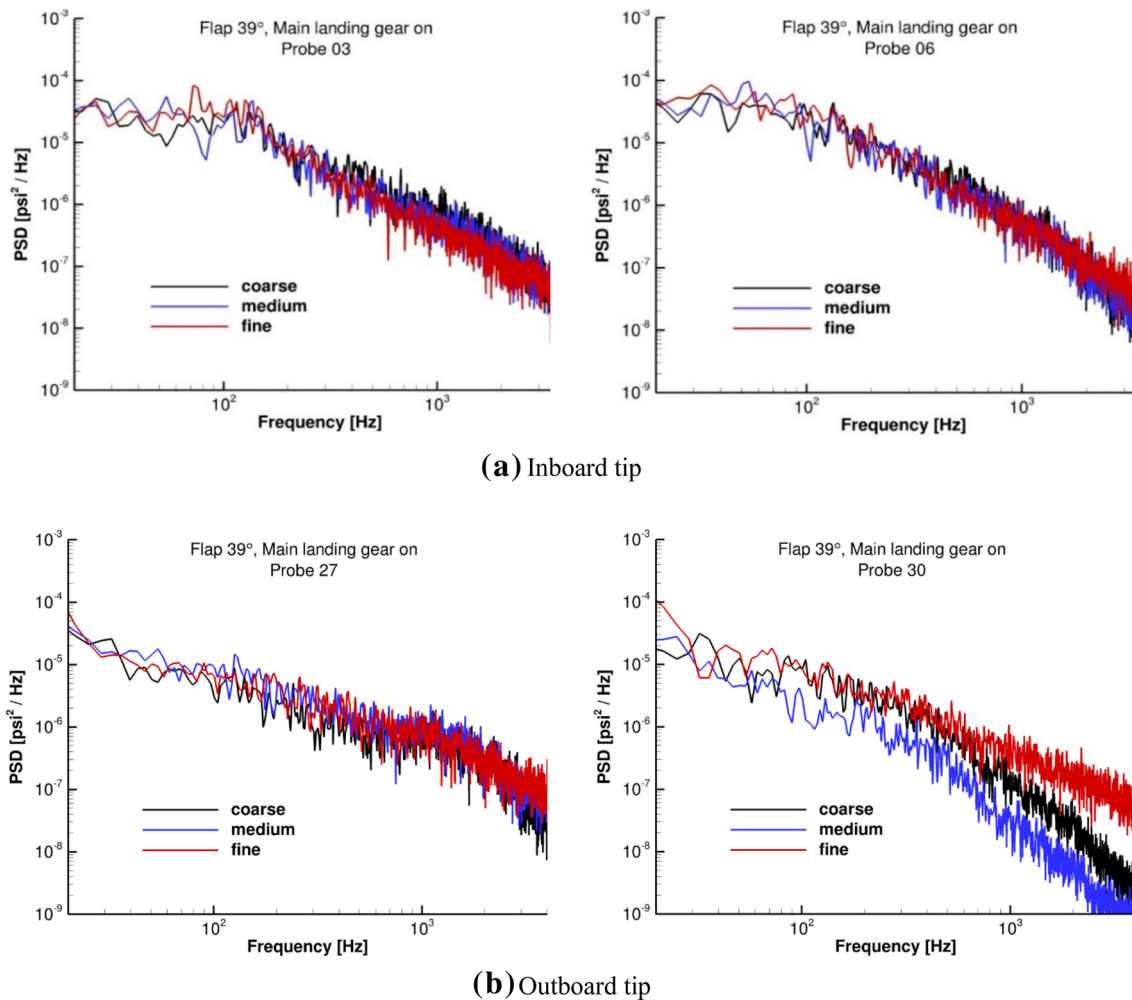 Flap 39°, Main landing gear on
Probe 03
10⁻³
10⁻⁴
10⁻⁵
10⁻⁶
10⁻⁷
10⁻⁸
10⁻⁹
PSD [psi² / Hz]
coarse
medium
fine
10²
10³
Frequency [Hz]
Flap 39°, Main landing gear on
Probe 06
10⁻³
10⁻⁴
10⁻⁵
10⁻⁶
10⁻⁷
10⁻⁸
10⁻⁹
PSD [psi² / Hz]
coarse
medium
fine
10²
10³
Frequency [Hz]
(a) Inboard tip
Flap 39°, Main landing gear on
Probe 27
10⁻³
10⁻⁴
10⁻⁵
10⁻⁶
10⁻⁷
10⁻⁸
10⁻⁹
PSD [psi² / Hz]
coarse
medium
fine
10²
10³
Frequency [Hz]
Flap 39°, Main landing gear on
Probe 30
10⁻³
10⁻⁴
10⁻⁵
10⁻⁶
10⁻⁷
10⁻⁸
10⁻⁹
PSD [psi² / Hz]
coarse
medium
fine
10²
10³
Frequency [Hz]
(b) Outboard tip